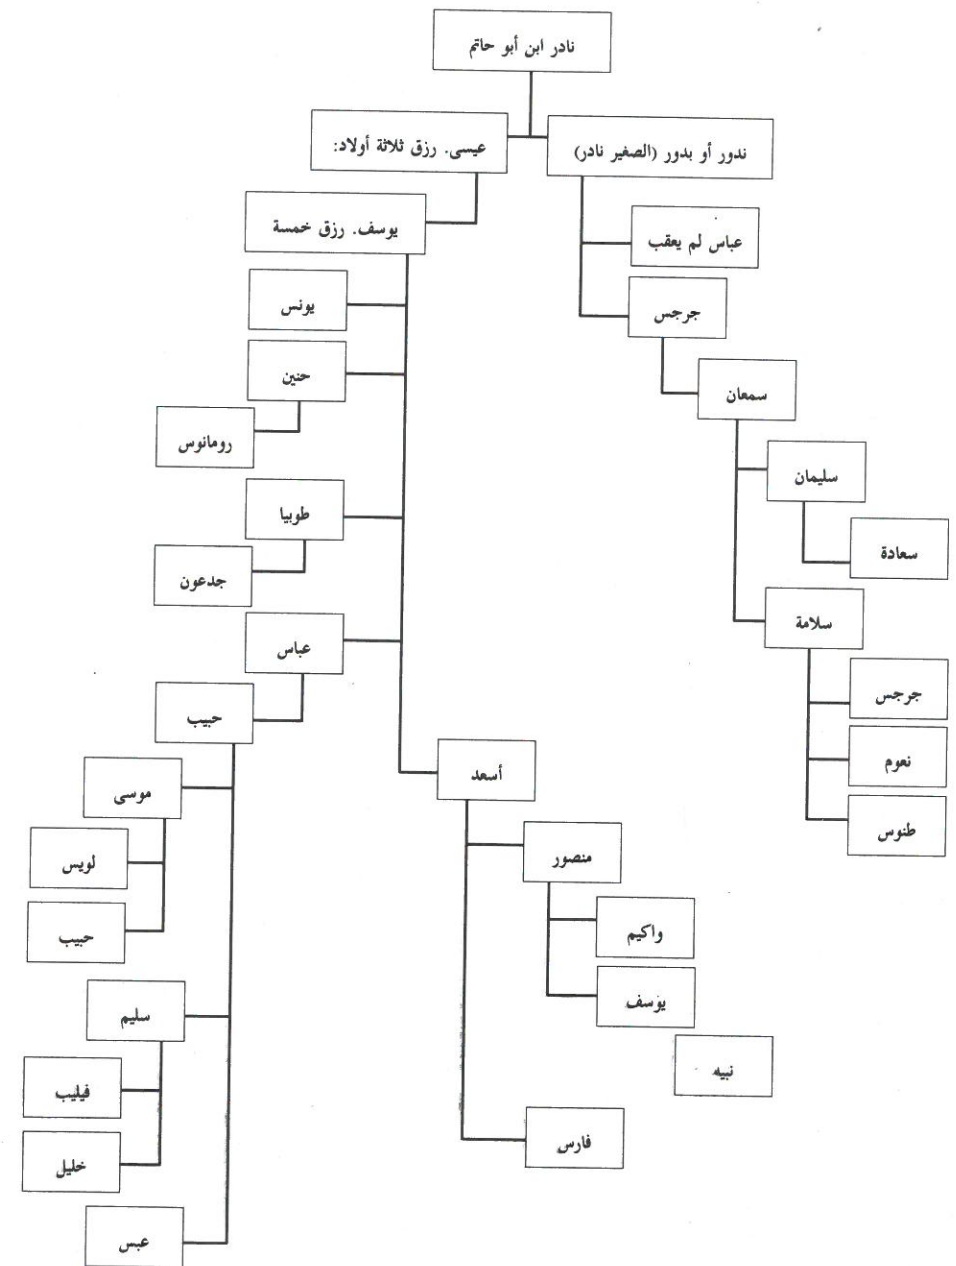 نادر ابن أبو حاتم
ندور أو بدور (الصغير نادر)
عيسى. رزق ثلاثة أولاد:
عباس لم يعقب
جرجس
سمعان
سليمان
سعادة
سلامة
جرجس
نعوم
طنوس
يوسف. رزق خمسة
يونس
حنين
رومانوس
طوبيا
جدعون
عباس
حبيب
موسى
لويس
حبيب
سليم
فيليب
خليل
عبس
أسعد
منصور
واكيم
يوسف
نبيه
فارس